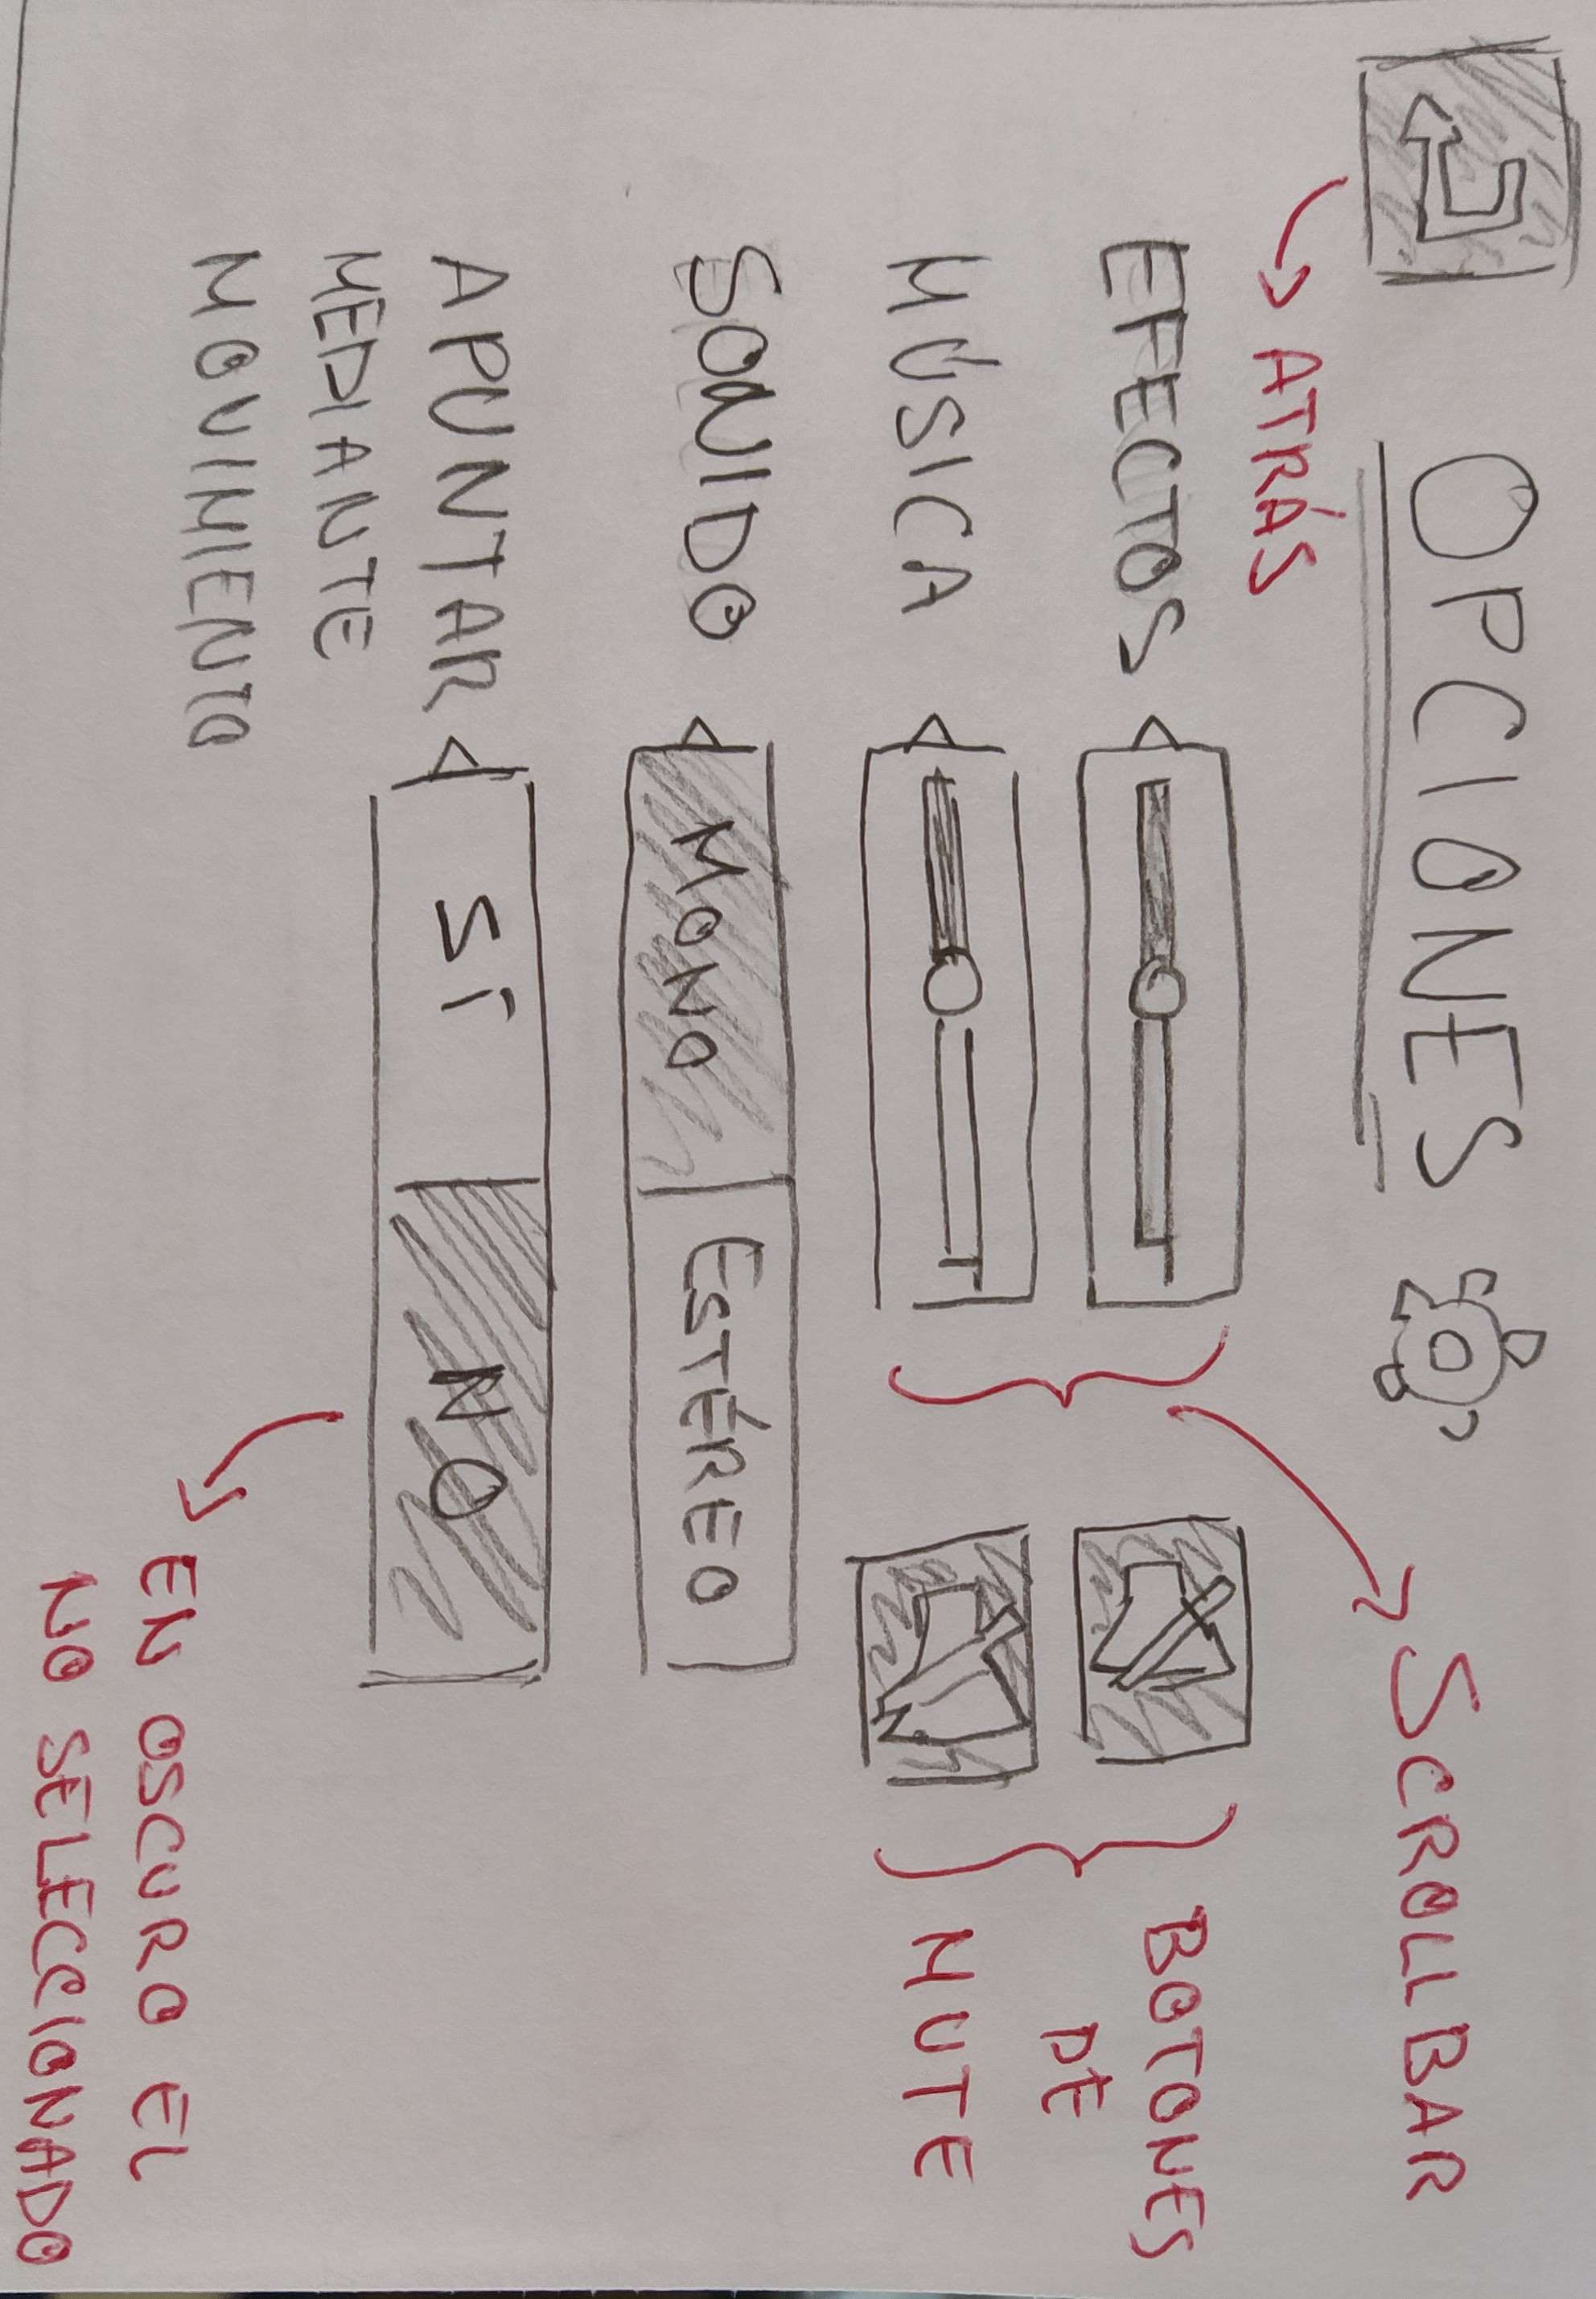 OPCIONES
ATRÁS
SCROLLBAR
EFECTOS
MÚSICA
BOTONES
DE
MUTE
SONIDO
MONO
ESTÉREO
APUNTAR
MEDIANTE
MOVIMIENTO
SÍ
NO
EN OSCURO EL
NO SELECCIONADO